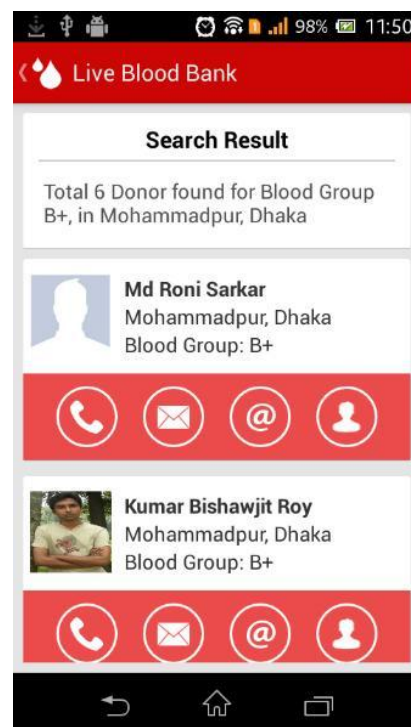 98% 11:50
Live Blood Bank
Search Result
Total 6 Donor found for Blood Group
B+, in Mohammadpur, Dhaka
Md Roni Sarkar
Mohammadpur, Dhaka
Blood Group: B+
@
Kumar Bishawjit Roy
Mohammadpur, Dhaka
Blood Group: B+
@